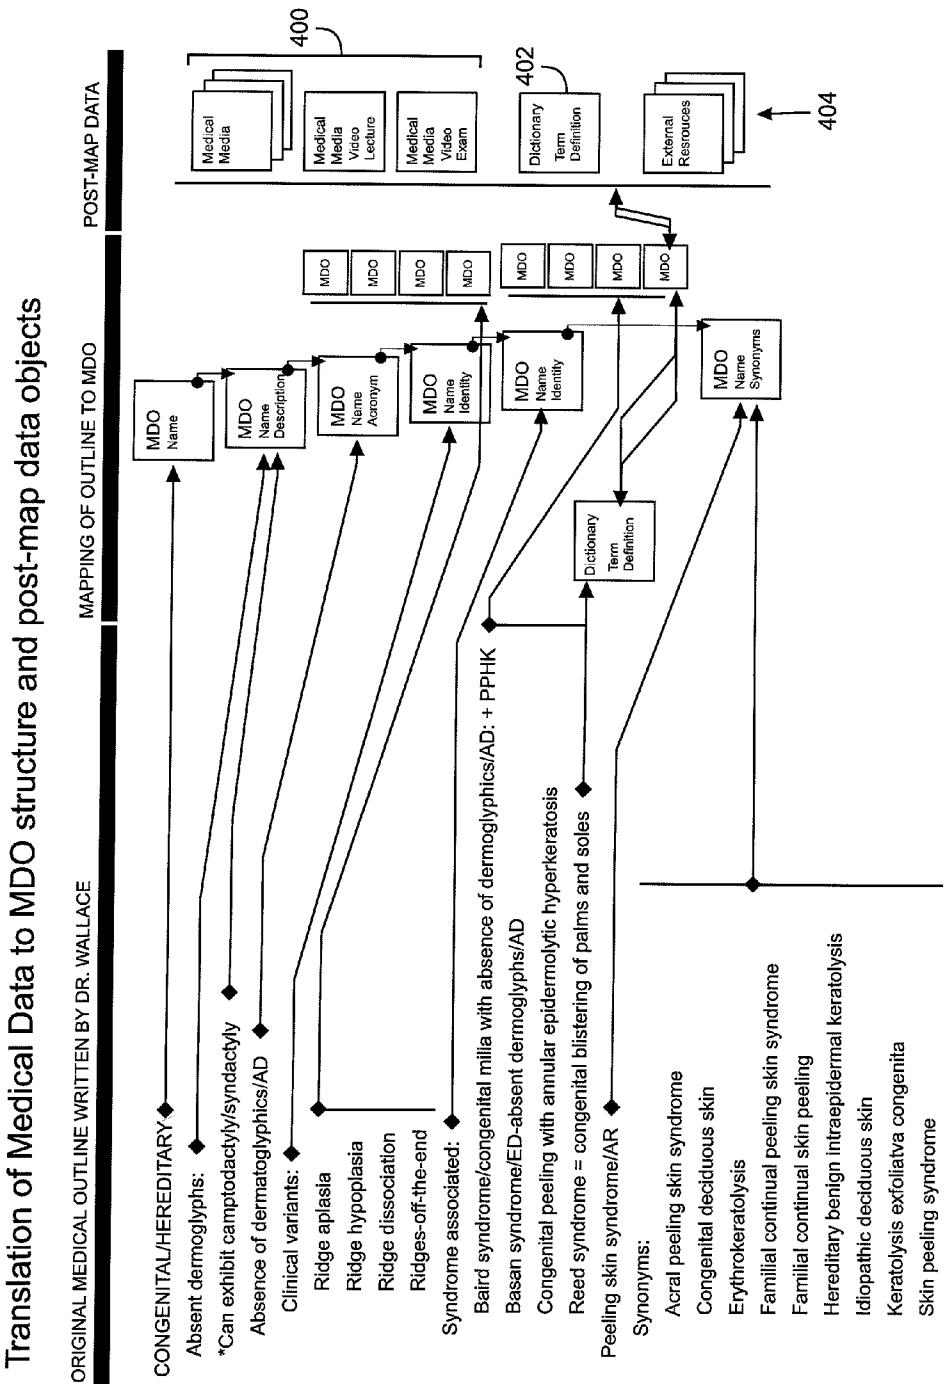 Translation of Medical Data to MDO structure and post-map data objects
ORIGINAL MEDICAL OUTLINE WRITTEN BY DR. WALLACE
MAPPING OF OUTLINE TO MDO
POST-MAP DATA
CONGENITAL/HEREDITARY
Absent dermoglyphs:
*Can exhibit camptodactyly/syndactyly
Absence of dermatoglyphics/AD
Clinical variants:
Ridge aplasia
Ridge hypoplasia
Ridge dissociation
Ridges-off-the-end
Syndrome associated:
Baird syndrome/congenital milia with absence of dermoglyphics/AD: + PPHK
Basan syndrome/ED-absent dermoglyphs/AD
Congenital peeling with annular epidermolytic hyperkeratosis
Reed syndrome = congenital blistering of palms and soles
Peeling skin syndrome/AR
Synonyms:
Acral peeling skin syndrome
Congenital deciduous skin
Erythrokeratolysis
Familial continual peeling skin syndrome
Familial continual skin peeling
Hereditary benign intraepidermal keratolysis
Idiopathic deciduous skin
Keratolysis exfoliatva congenita
Skin peeling syndrome
MDO
Name
MDO
Name
Description
MDO
Name
Acronym
MDO
Name
Identity
MDO
Name
Identity
MDO
Name
Synonyms
Dictionary
Term
Definition
MDO
MDO
MDO
MDO
MDO
MDO
MDO
MDO
Medical
Media
Medical
Media
Video
Lecture
Medical
Media
Video
Exam
400
Dictionary
Term
Definition
402
External
Resrouces
404